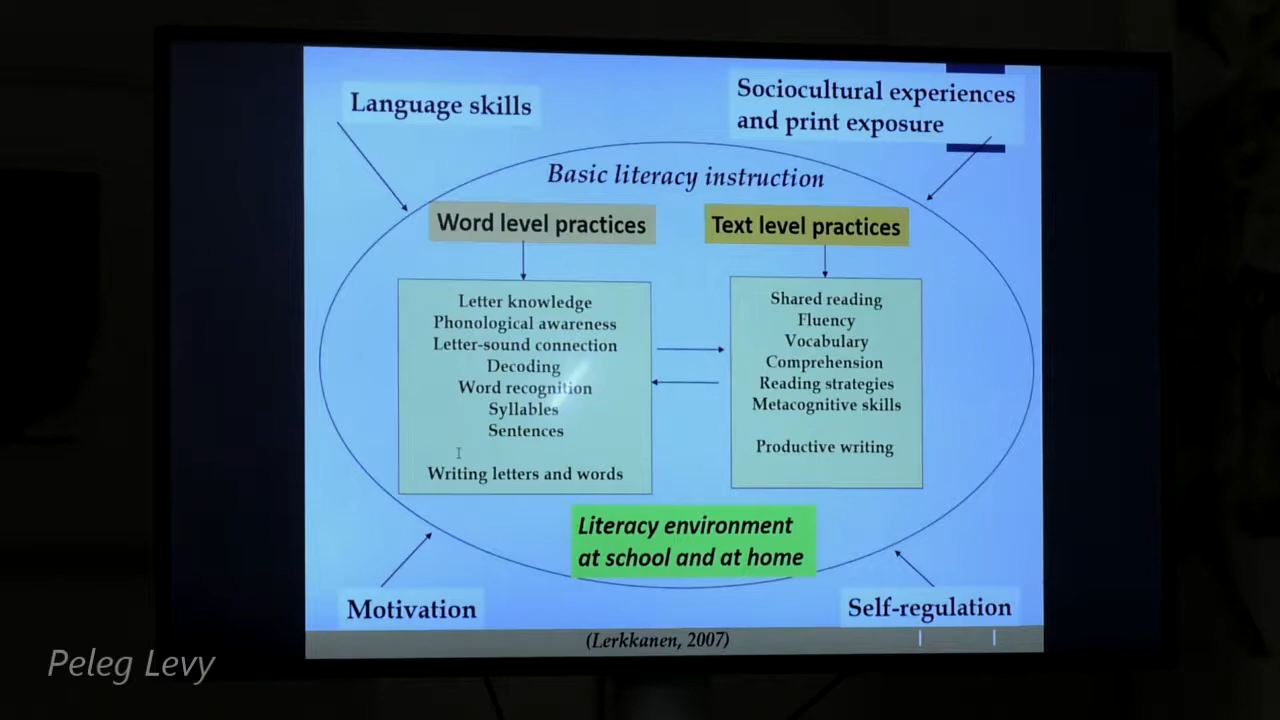 Language skills
Sociocultural experiences
and print exposure
Basic literacy instruction
Word level practices
Text level practices
Letter knowledge
Phonological awareness
Letter-sound connection
Decoding
Word recognition
Syllables
Sentences
Writing letters and words
Shared reading
Fluency
Vocabulary
Comprehension
Reading strategies
Metacognitive skills
Productive writing
Literacy environment
at school and at home
Motivation
Self-regulation
(Lerkkanen, 2007)
Peleg Levy